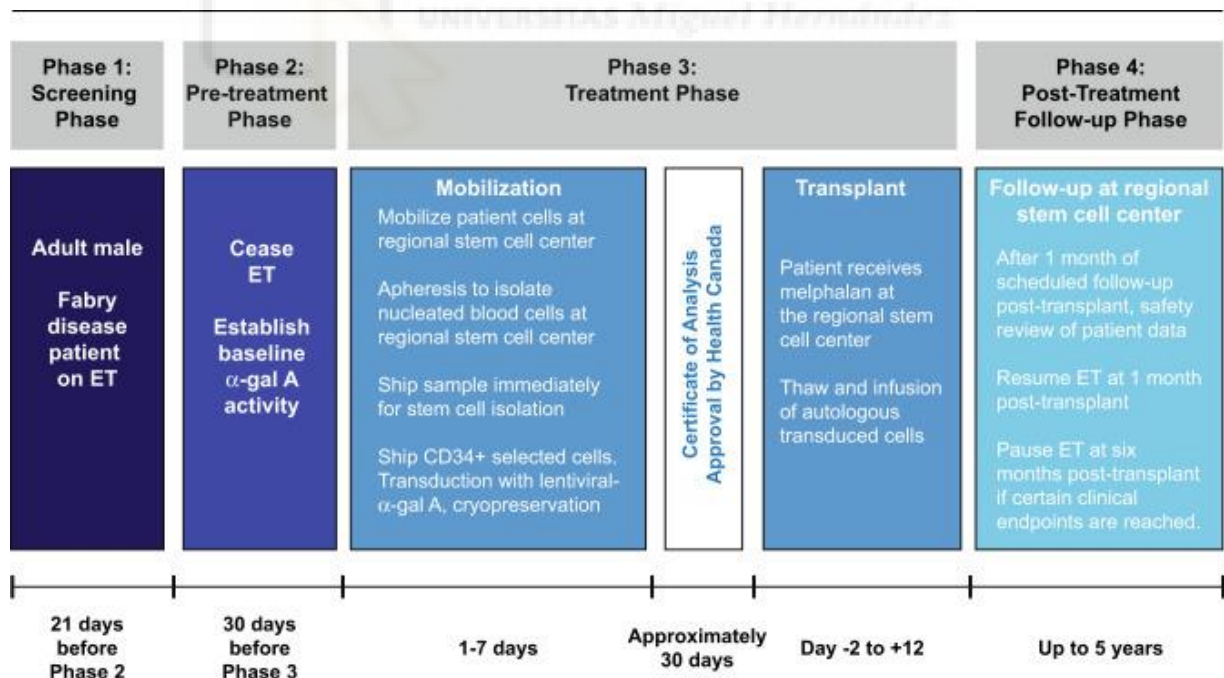 UNIVERSITAS Miguel Hernández
Phase 1:
Screening
Phase
Phase 2:
Pre-treatment
Phase
Phase 3:
Treatment Phase
Phase 4:
Post-Treatment
Follow-up Phase
Adult male
Fabry
disease
patient
on ET
Cease
ET
Establish
baseline
α-gal A
activity
Mobilization
Mobilize patient cells at
regional stem cell center
Apheresis to isolate
nucleated blood cells at
regional stem cell center
Ship sample immediately
for stem cell isolation
Ship CD34+ selected cells.
Transduction with lentiviral-
α-gal A, cryopreservation
Certificate of Analysis
Approval by Health Canada
Transplant
Patient receives
melphalan at
the regional stem
cell center
Thaw and infusion
of autologous
transduced cells
Follow-up at regional
stem cell center
After 1 month of
scheduled follow-up
post-transplant, safety
review of patient data
Resume ET at 1 month
post-transplant
Pause ET at six
months post-transplant
if certain clinical
endpoints are reached.
21 days
before
Phase 2
30 days
before
Phase 3
1-7 days
Approximately
30 days
Day -2 to +12
Up to 5 years